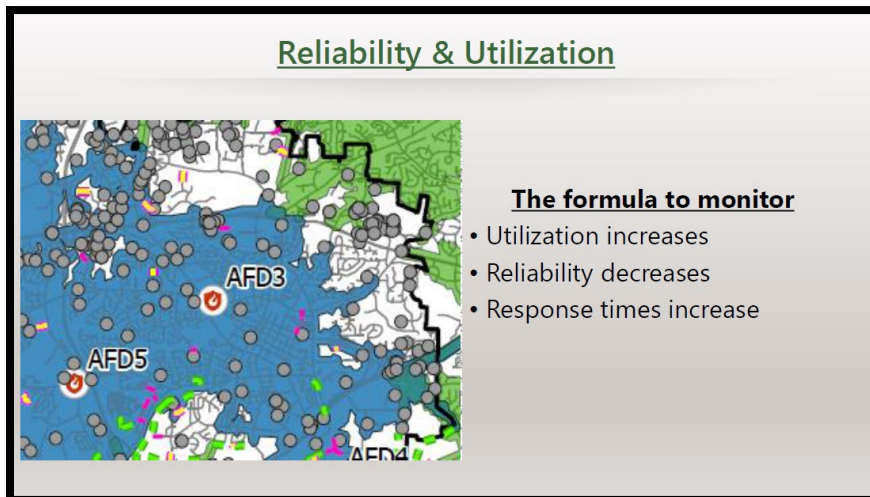 Reliability & Utilization
AFD3
AFD5
AFD4
The formula to monitor
• Utilization increases
• Reliability decreases
• Response times increase